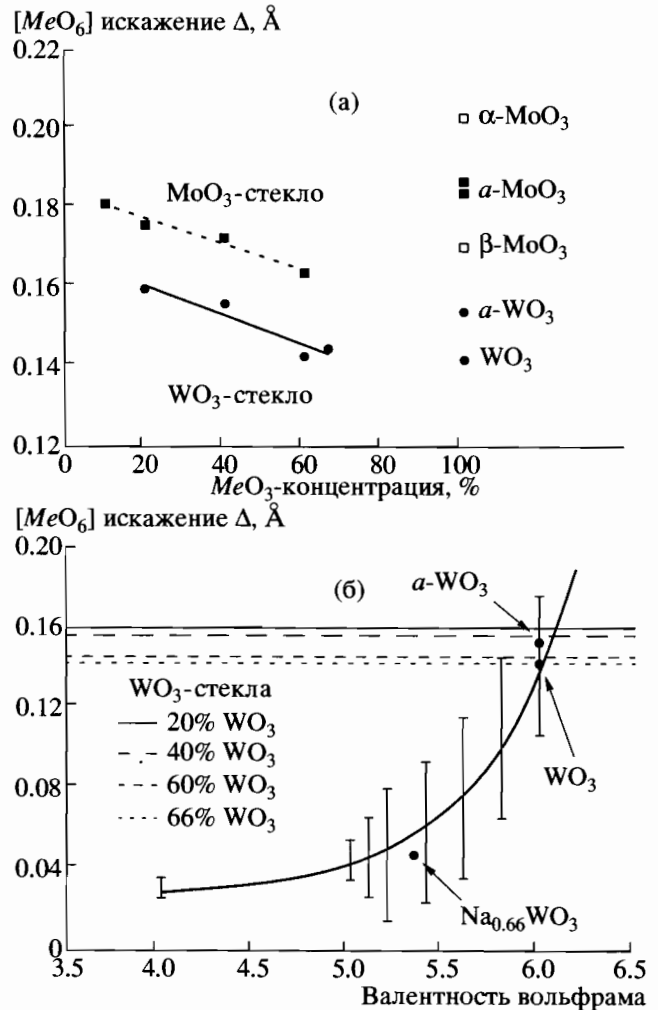 [MeO₆] искажение Δ, Å
0.22
(а)
α-MoO₃
0.20
MoO₃-стекло
a-MoO₃
0.18
β-MoO₃
0.16
a-WO₃
WO₃
0.14
WO₃-стекло
0.12
0 20 40 60 80 100
MeO₃-концентрация, %
[MeO₆] искажение Δ, Å
0.20
(б)
a-WO₃
0.16
WO₃-стекла
20% WO₃
0.12
40% WO₃
WO₃
60% WO₃
0.08
66% WO₃
0.04
Na₀.₆₆WO₃
0
3.5 4.0 5.0 5.5 6.0 6.5
Валентность вольфрама